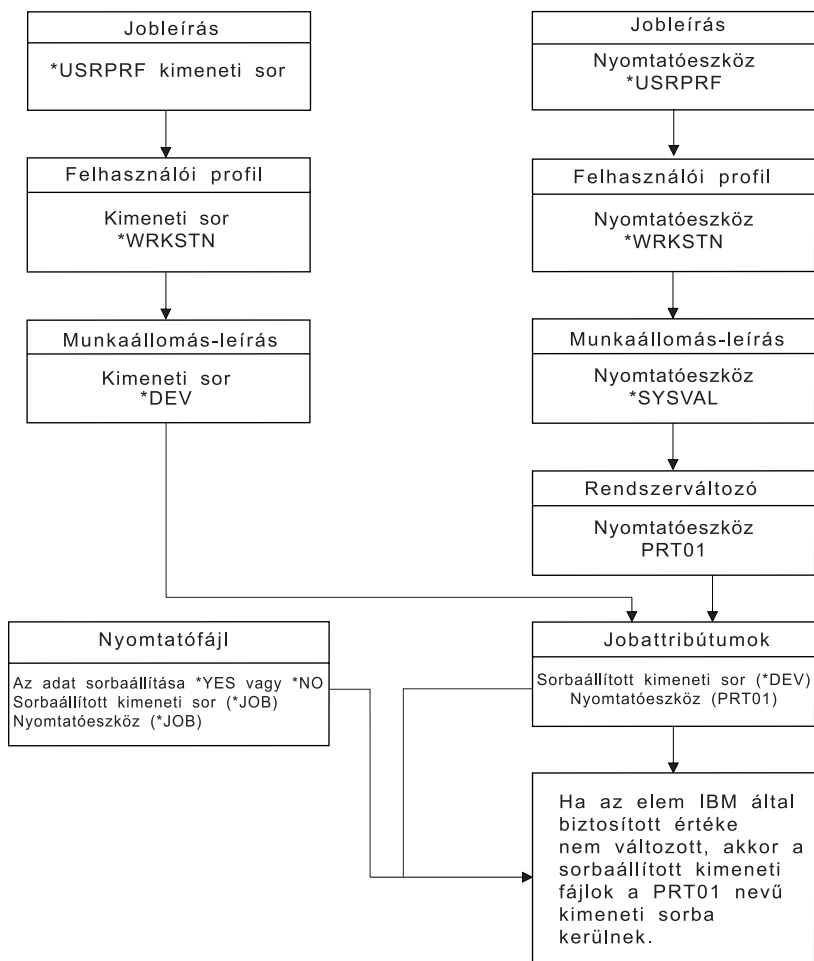 Jobleírás
*USRPRF kimeneti sor
Felhasználói profil
Kimeneti sor
*WRKSTN
Munkaállomás-leírás
Kimeneti sor
*DEV
Jobleírás
Nyomtatóeszköz
*USRPRF
Felhasználói profil
Nyomtatóeszköz
*WRKSTN
Munkaállomás-leírás
Nyomtatóeszköz
*SYSVAL
Rendszerváltozó
Nyomtatóeszköz
PRT01
Nyomtatófájl
Az adat sorbaállítása *YES vagy *NO
Sorbaállított kimeneti sor (*JOB)
Nyomtatóeszköz (*JOB)
Jobattribútumok
Sorbaállított kimeneti sor (*DEV)
Nyomtatóeszköz (PRT01)
Ha az elem IBM által
biztosított értéke
nem változott, akkor a
sorbaállított kimeneti
fájlok a PRT01 nevű
kimeneti sorba
kerülnek.